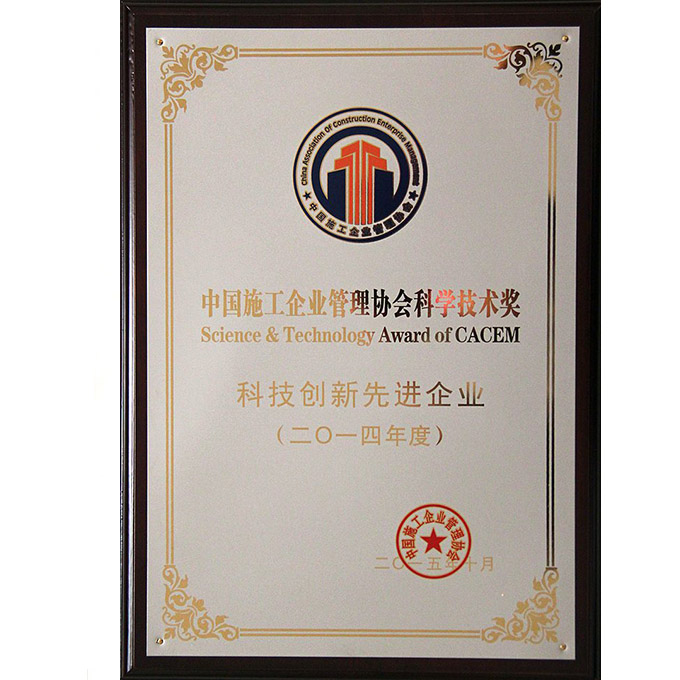 China Association Of Construction Enterprise Management
★中国施工企业管理协会★
中国施工企业管理协会科学技术奖
Science & Technology Award of CACEM
科技创新先进企业
（二〇一四年度）
中国施工企业管理协会
二〇一五年十月